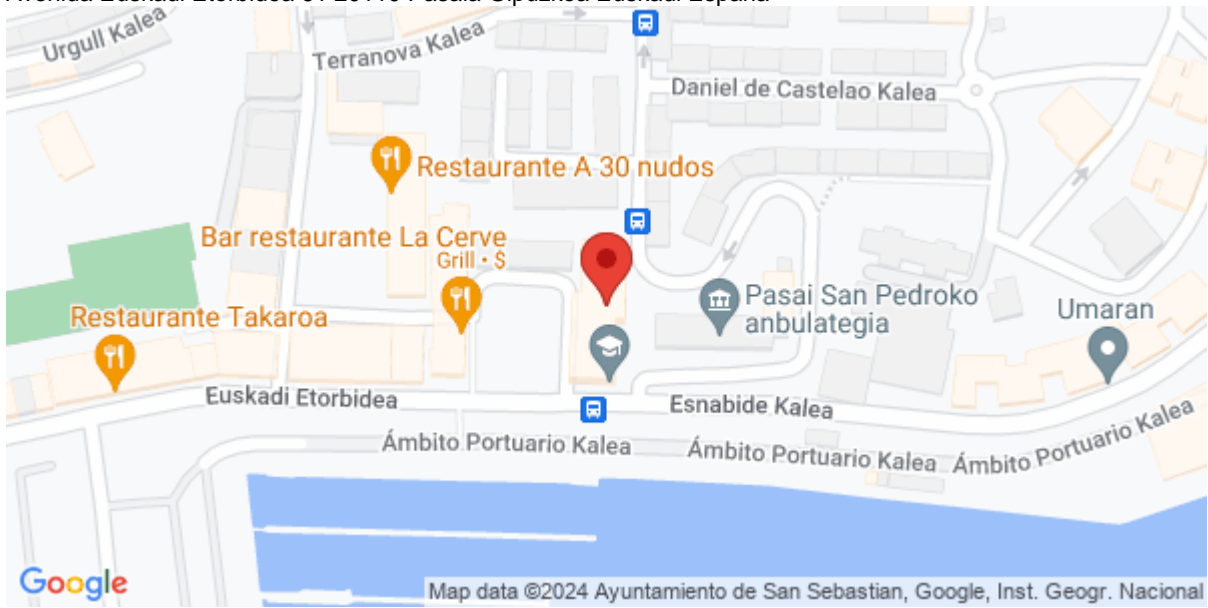 Urgull Kalea
Terranova Kalea
Daniel de Castelao Kalea
Restaurante A 30 nudos
Bar restaurante La Cerve
Grill • $
Pasai San Pedroko
anbulategia
Umaran
Restaurante Takaroa
Euskadi Etorbidea
Esnabide Kalea
Ámbito Portuario Kalea
Ámbito Portuario Kalea
Ámbito Portuario Kalea
Google
Map data ©2024 Ayuntamiento de San Sebastian, Google, Inst. Geogr. Nacional